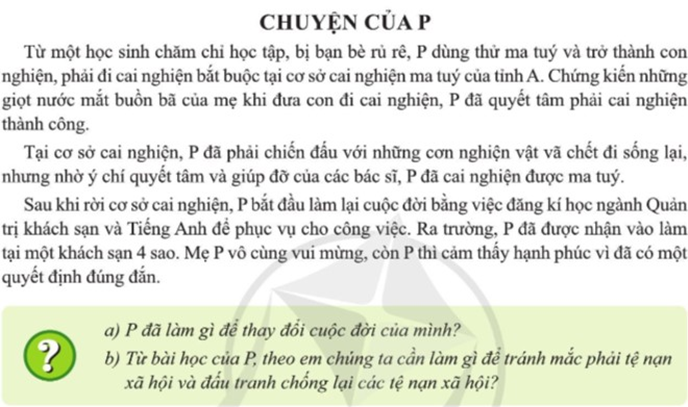 CHUYỆN CỦA P
Từ một học sinh chăm chỉ học tập, bị bạn bè rủ rê, P dùng thử ma tuý và trở thành con
nghiện, phải đi cai nghiện bắt buộc tại cơ sở cai nghiện ma tuý của tỉnh A. Chứng kiến những
giọt nước mắt buồn bã của mẹ khi đưa con đi cai nghiện, P đã quyết tâm phải cai nghiện
thành công.
Tại cơ sở cai nghiện, P đã phải chiến đấu với những cơn nghiện vật vã chết đi sống lại,
nhưng nhờ ý chí quyết tâm và giúp đỡ của các bác sĩ, P đã cai nghiện được ma tuý.
Sau khi rời cơ sở cai nghiện, P bắt đầu làm lại cuộc đời bằng việc đăng kí học ngành Quản
trị khách sạn và Tiếng Anh để phục vụ cho công việc. Ra trường, P đã được nhận vào làm
tại một khách sạn 4 sao. Mẹ P vô cùng vui mừng, còn P thì cảm thấy hạnh phúc vì đã có một
quyết định đúng đắn.
?
a) P đã làm gì để thay đổi cuộc đời của mình?
b) Từ bài học của P, theo em chúng ta cần làm gì để tránh mắc phải tệ nạn
xã hội và đấu tranh chống lại các tệ nạn xã hội?